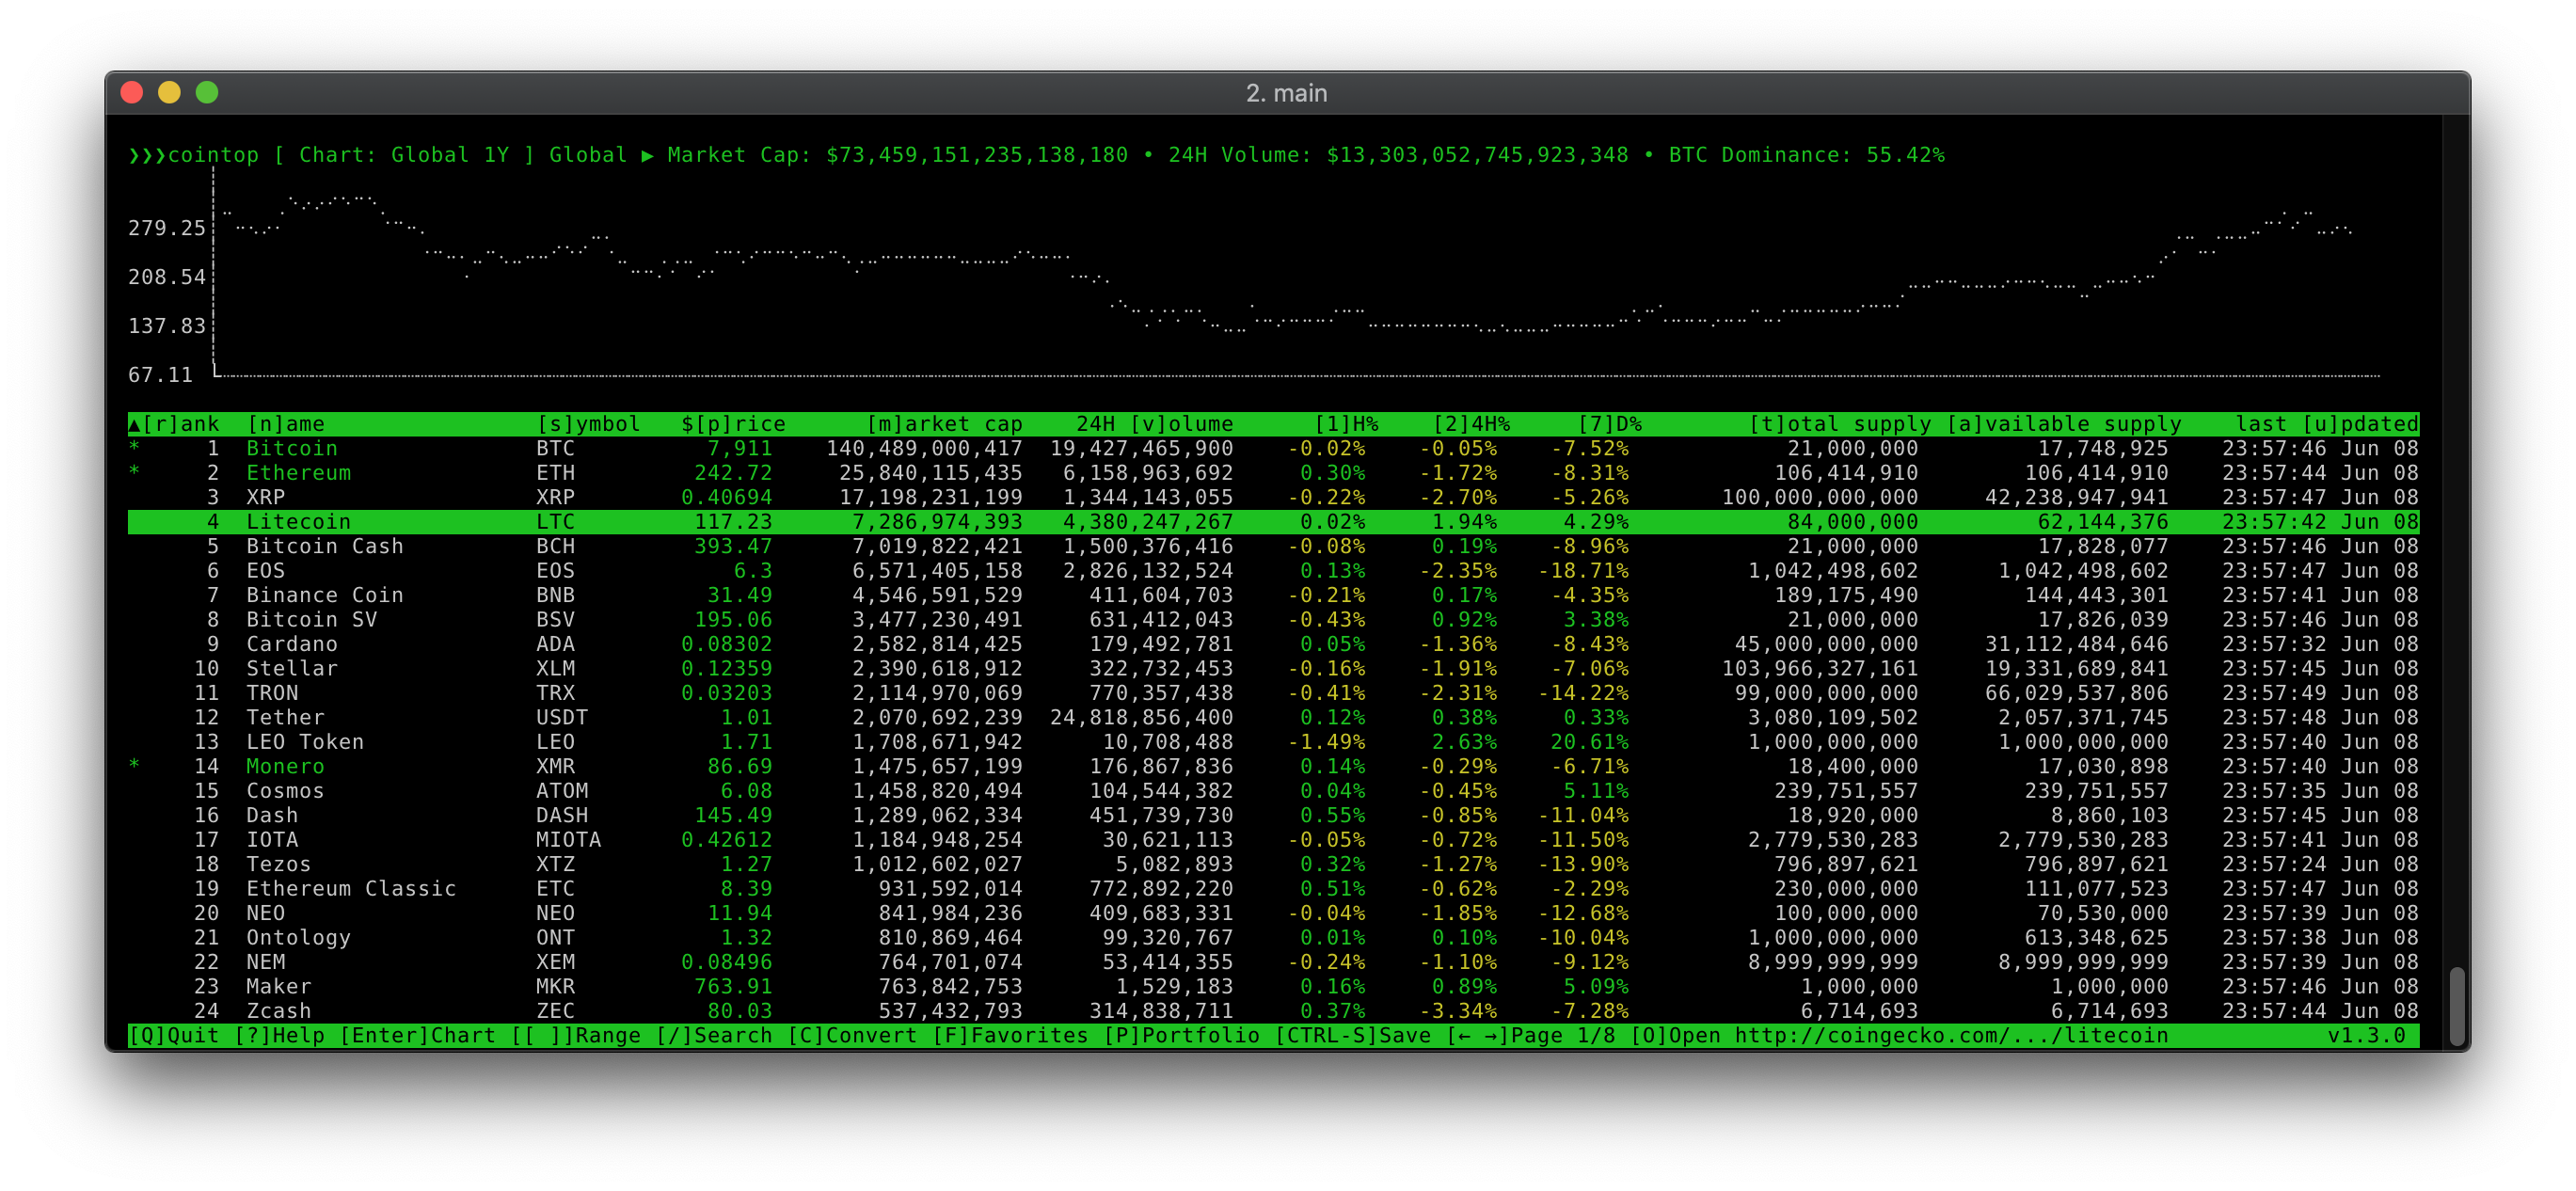 2. main
❯❯❯cointop [ Chart: Global 1Y ] Global ▶ Market Cap: $73,459,151,235,138,180 • 24H Volume: $13,303,052,745,923,348 • BTC Dominance: 55.42%
279.25
208.54
137.83
67.11
▲[r]ank [n]ame [s]ymbol $[p]rice [m]arket cap 24H [v]olume [1]H% [2]4H% [7]D% [t]otal supply [a]vailable supply last [u]pdated
* 1 Bitcoin BTC 7,911 140,489,000,417 19,427,465,900 -0.02% -0.05% -7.52% 21,000,000 17,748,925 23:57:46 Jun 08
* 2 Ethereum ETH 242.72 25,840,115,435 6,158,963,692 0.30% -1.72% -8.31% 106,414,910 106,414,910 23:57:44 Jun 08
3 XRP XRP 0.40694 17,198,231,199 1,344,143,055 -0.22% -2.70% -5.26% 100,000,000,000 42,238,947,941 23:57:47 Jun 08
4 Litecoin LTC 117.23 7,286,974,393 4,380,247,267 0.02% 1.94% 4.29% 84,000,000 62,144,376 23:57:42 Jun 08
5 Bitcoin Cash BCH 393.47 7,019,822,421 1,500,376,416 -0.08% 0.19% -8.96% 21,000,000 17,828,077 23:57:46 Jun 08
6 EOS EOS 6.3 6,571,405,158 2,826,132,524 0.13% -2.35% -18.71% 1,042,498,602 1,042,498,602 23:57:47 Jun 08
7 Binance Coin BNB 31.49 4,546,591,529 411,604,703 -0.21% 0.17% -4.35% 189,175,490 144,443,301 23:57:41 Jun 08
8 Bitcoin SV BSV 195.06 3,477,230,491 631,412,043 -0.43% 0.92% 3.38% 21,000,000 17,826,039 23:57:46 Jun 08
9 Cardano ADA 0.08302 2,582,814,425 179,492,781 0.05% -1.36% -8.43% 45,000,000,000 31,112,484,646 23:57:32 Jun 08
10 Stellar XLM 0.12359 2,390,618,912 322,732,453 -0.16% -1.91% -7.06% 103,966,327,161 19,331,689,841 23:57:45 Jun 08
11 TRON TRX 0.03203 2,114,970,069 770,357,438 -0.41% -2.31% -14.22% 99,000,000,000 66,029,537,806 23:57:49 Jun 08
12 Tether USDT 1.01 2,070,692,239 24,818,856,400 0.12% 0.38% 0.33% 3,080,109,502 2,057,371,745 23:57:48 Jun 08
13 LEO Token LEO 1.71 1,708,671,942 10,708,488 -1.49% 2.63% 20.61% 1,000,000,000 1,000,000,000 23:57:40 Jun 08
* 14 Monero XMR 86.69 1,475,657,199 176,867,836 0.14% -0.29% -6.71% 18,400,000 17,030,898 23:57:40 Jun 08
15 Cosmos ATOM 6.08 1,458,820,494 104,544,382 0.04% -0.45% 5.11% 239,751,557 239,751,557 23:57:35 Jun 08
16 Dash DASH 145.49 1,289,062,334 451,739,730 0.55% -0.85% -11.04% 18,920,000 8,860,103 23:57:45 Jun 08
17 IOTA MIOTA 0.42612 1,184,948,254 30,621,113 -0.05% -0.72% -11.50% 2,779,530,283 2,779,530,283 23:57:41 Jun 08
18 Tezos XTZ 1.27 1,012,602,027 5,082,893 0.32% -1.27% -13.90% 796,897,621 796,897,621 23:57:24 Jun 08
19 Ethereum Classic ETC 8.39 931,592,014 772,892,220 0.51% -0.62% -2.29% 230,000,000 111,077,523 23:57:47 Jun 08
20 NEO NEO 11.94 841,984,236 409,683,331 -0.04% -1.85% -12.68% 100,000,000 70,530,000 23:57:39 Jun 08
21 Ontology ONT 1.32 810,869,464 99,320,767 0.01% 0.10% -10.04% 1,000,000,000 613,348,625 23:57:38 Jun 08
22 NEM XEM 0.08496 764,701,074 53,414,355 -0.24% -1.10% -9.12% 8,999,999,999 8,999,999,999 23:57:39 Jun 08
23 Maker MKR 763.91 763,842,753 1,529,183 0.16% 0.89% 5.09% 1,000,000 1,000,000 23:57:46 Jun 08
24 Zcash ZEC 80.03 537,432,793 314,838,711 0.37% -3.34% -7.28% 6,714,693 6,714,693 23:57:44 Jun 08
[Q]Quit [?]Help [Enter]Chart [[ ]]Range [/]Search [C]Convert [F]Favorites [P]Portfolio [CTRL-S]Save [← →]Page 1/8 [O]Open http://coingecko.com/.../litecoin v1.3.0